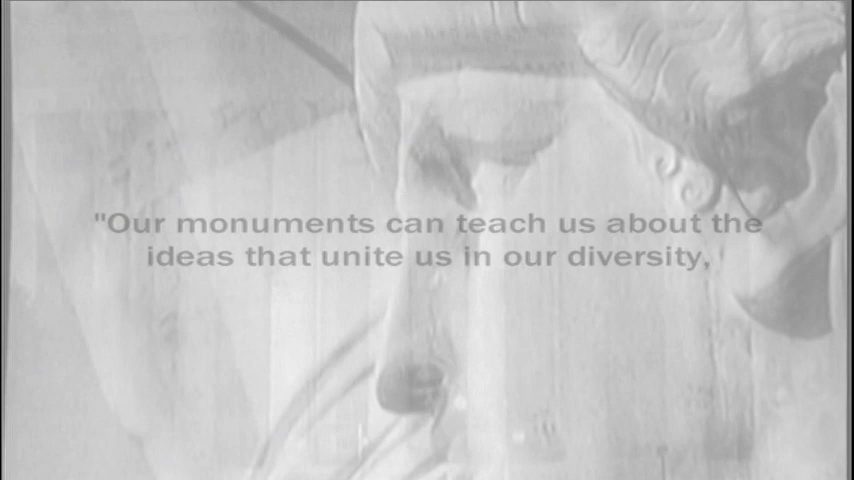 "Our monuments can teach us about the
ideas that unite us in our diversity,